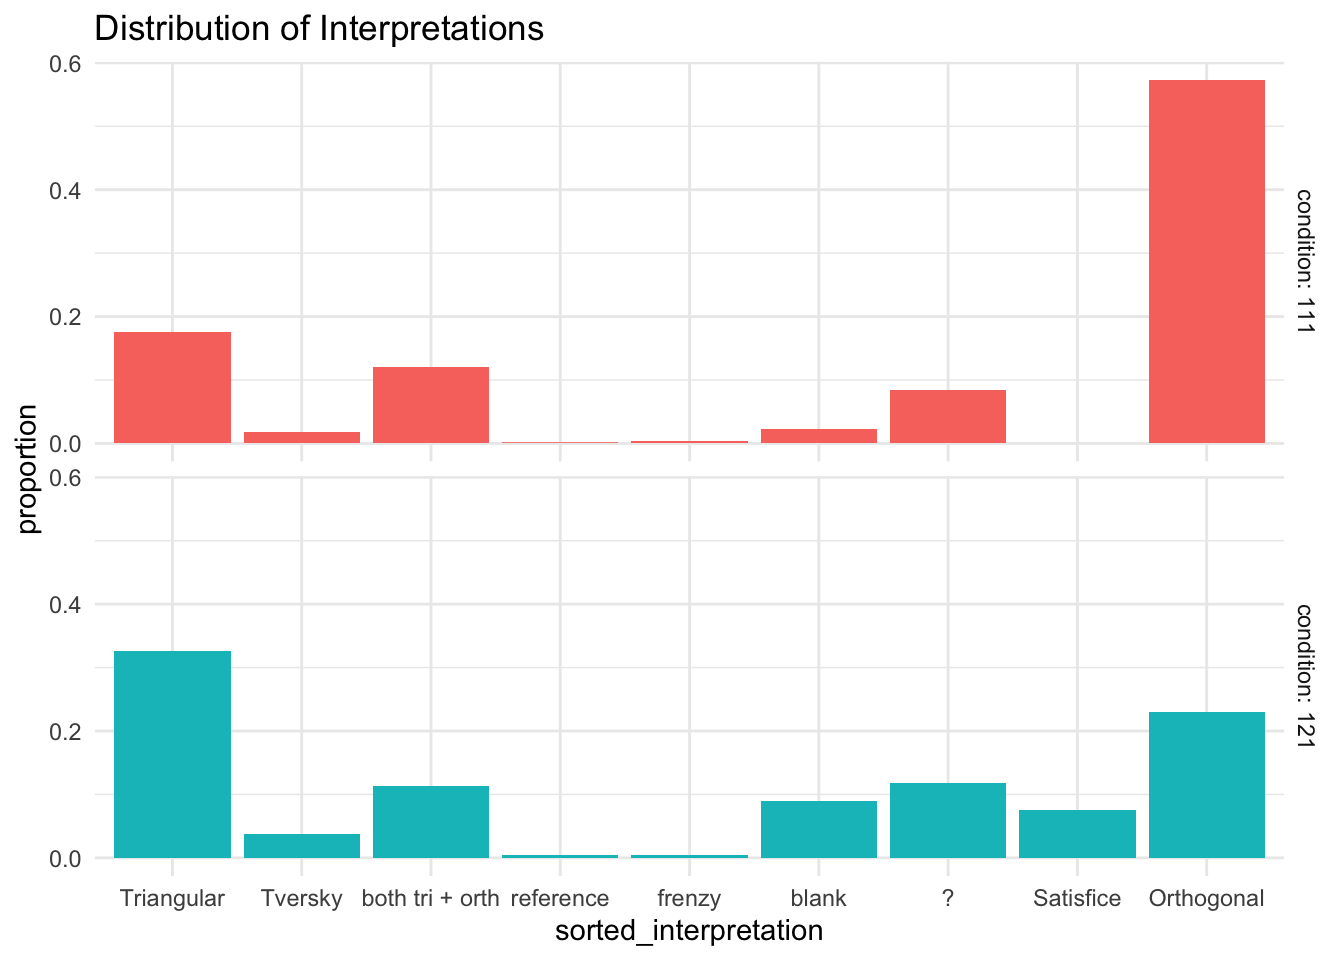 Distribution of Interpretations
0.6
0.4
0.2
0.0
condition: 111
0.6
0.4
0.2
0.0
condition: 121
proportion
Triangular Tversky both tri + orth reference frenzy blank ? Satisfice Orthogonal
sorted_interpretation